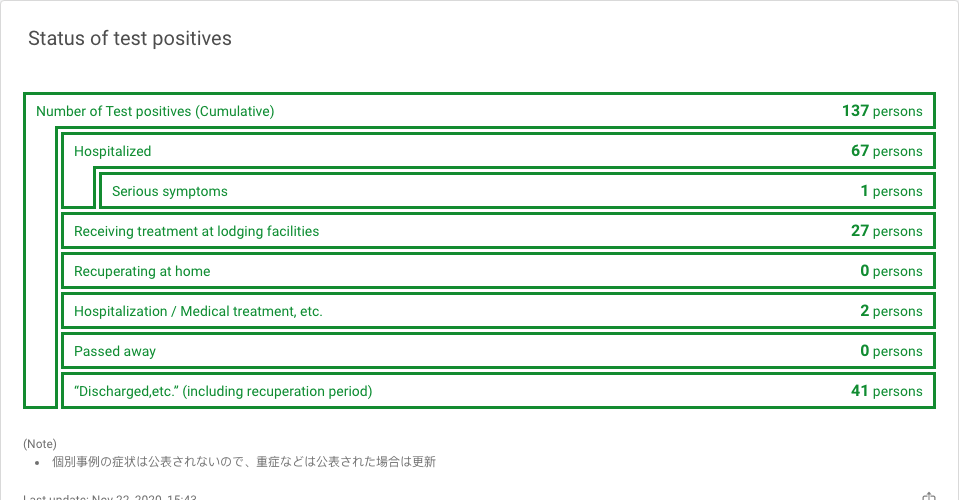 Status of test positives
Number of Test positives (Cumulative) 137 persons
Hospitalized 67 persons
Serious symptoms 1 persons
Receiving treatment at lodging facilities 27 persons
Recuperating at home 0 persons
Hospitalization / Medical treatment, etc. 2 persons
Passed away 0 persons
“Discharged,etc.” (including recuperation period) 41 persons
(Note)
• 個別事例の症状は公表されないので、重症などは公表された場合は更新
Last update: Nov 22, 2020, 15:43